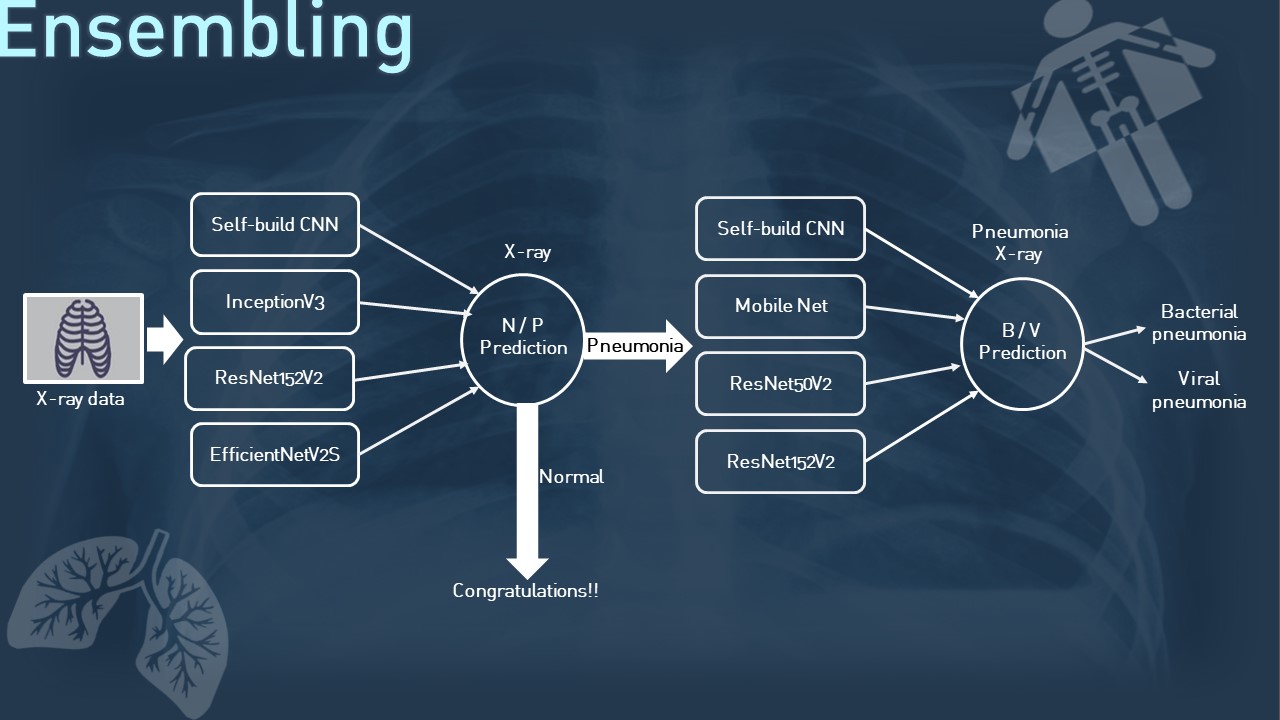 Ensembling
X-ray data
Self-build CNN
InceptionV3
ResNet152V2
EfficientNetV2S
X-ray
N / P
Prediction
Pneumonia
Normal
Congratulations!!
Self-build CNN
Mobile Net
ResNet50V2
ResNet152V2
Pneumonia
X-ray
B / V
Prediction
Bacterial
pneumonia
Viral
pneumonia